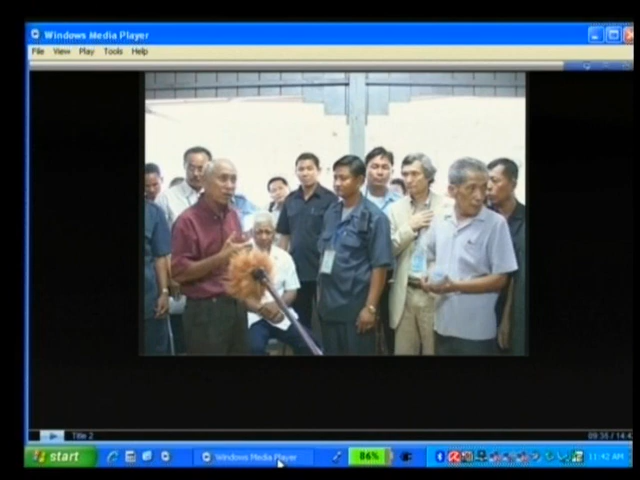 Windows Media Player
File View Play Tools Help
Title 2
start
Windows Media Player
86%
11:42 AM